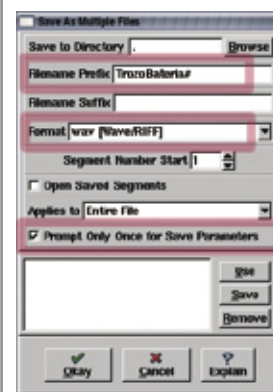 Save As Multiple Files
Save to Directory . Browse
Filename Prefix TrozoBateria#
Filename Suffix
Format wav (Wave/RIFF)
Segment Number Start 1
Open Saved Segments
Applies to Entire File
Prompt Only Once for Save Parameters
Use
Save
Remove
Okay Cancel Explain